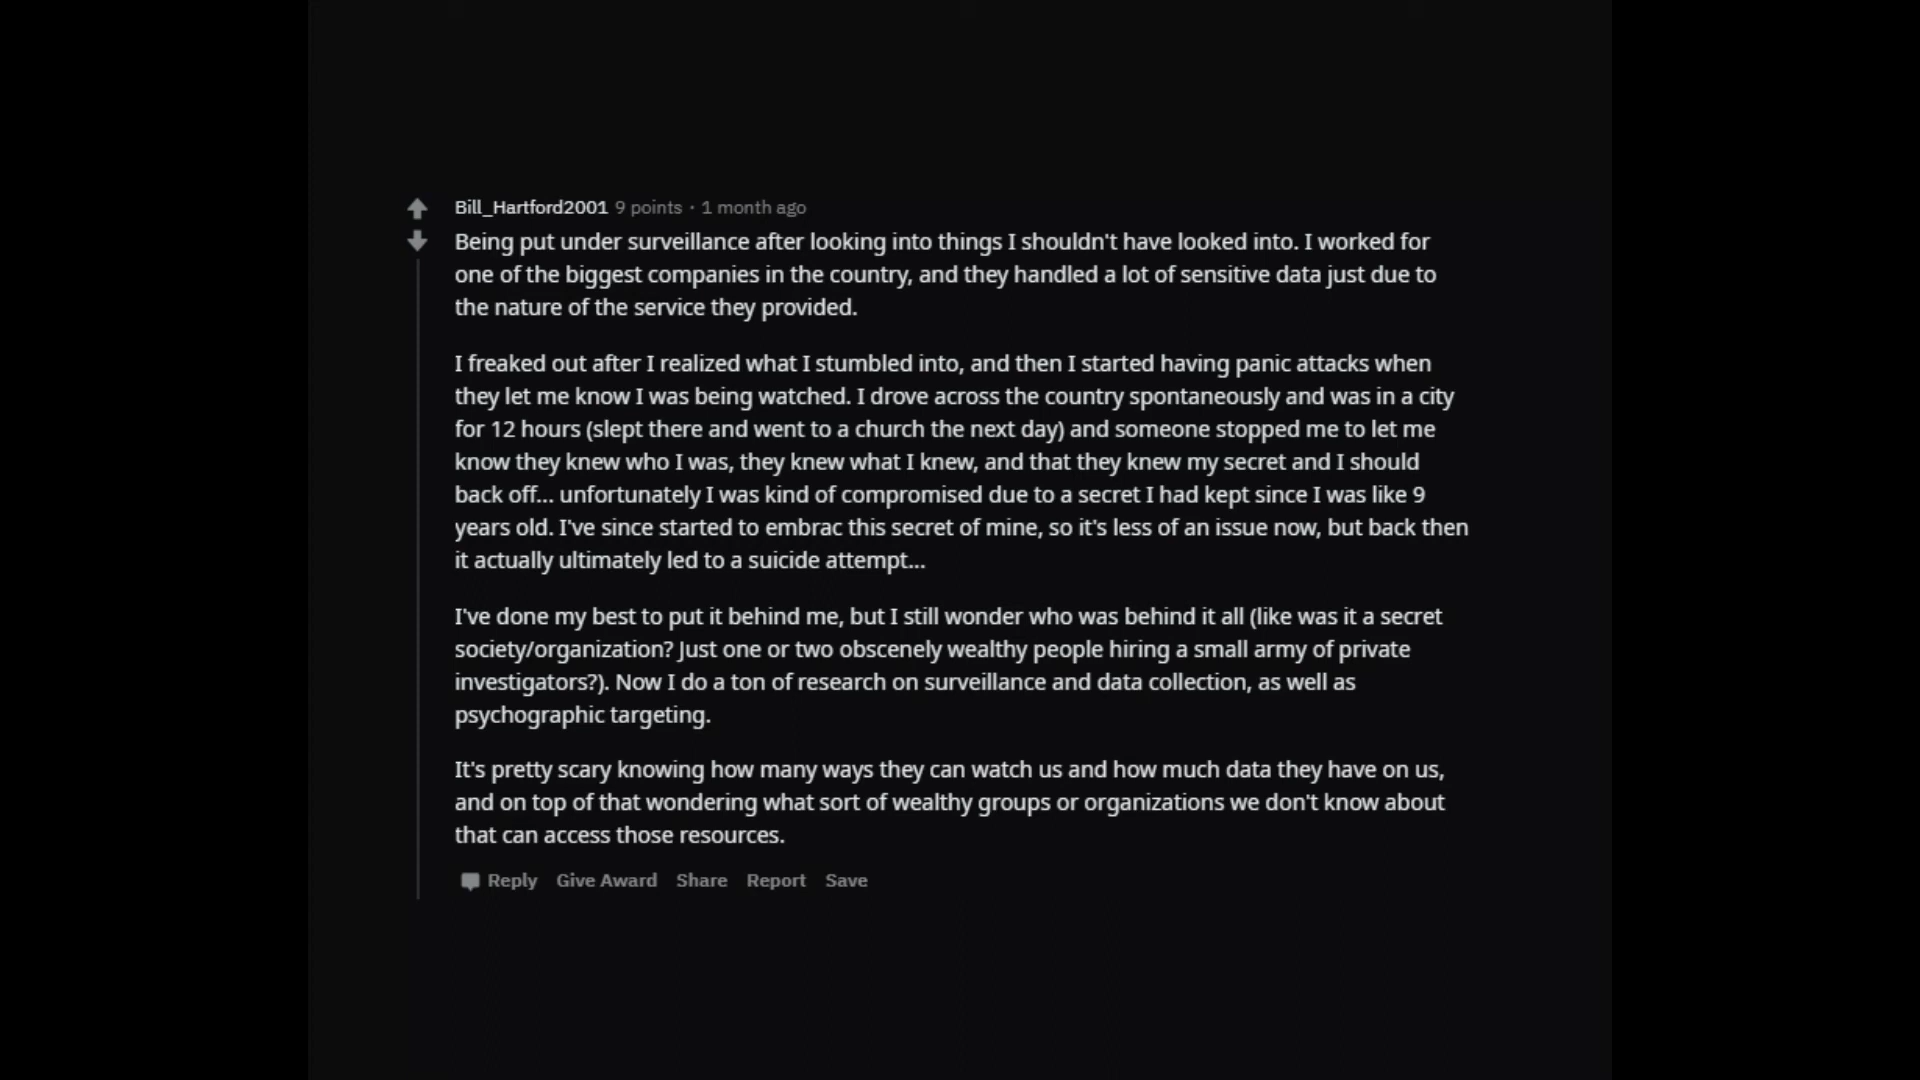 Bill_Hartford2001 9 points · 1 month ago
Being put under surveillance after looking into things I shouldn't have looked into. I worked for
one of the biggest companies in the country, and they handled a lot of sensitive data just due to
the nature of the service they provided.
I freaked out after I realized what I stumbled into, and then I started having panic attacks when
they let me know I was being watched. I drove across the country spontaneously and was in a city
for 12 hours (slept there and went to a church the next day) and someone stopped me to let me
know they knew who I was, they knew what I knew, and that they knew my secret and I should
back off... unfortunately I was kind of compromised due to a secret I had kept since I was like 9
years old. I've since started to embrac this secret of mine, so it's less of an issue now, but back then
it actually ultimately led to a suicide attempt...
I've done my best to put it behind me, but I still wonder who was behind it all (like was it a secret
society/organization? Just one or two obscenely wealthy people hiring a small army of private
investigators?). Now I do a ton of research on surveillance and data collection, as well as
psychographic targeting.
It's pretty scary knowing how many ways they can watch us and how much data they have on us,
and on top of that wondering what sort of wealthy groups or organizations we don't know about
that can access those resources.
Reply Give Award Share Report Save